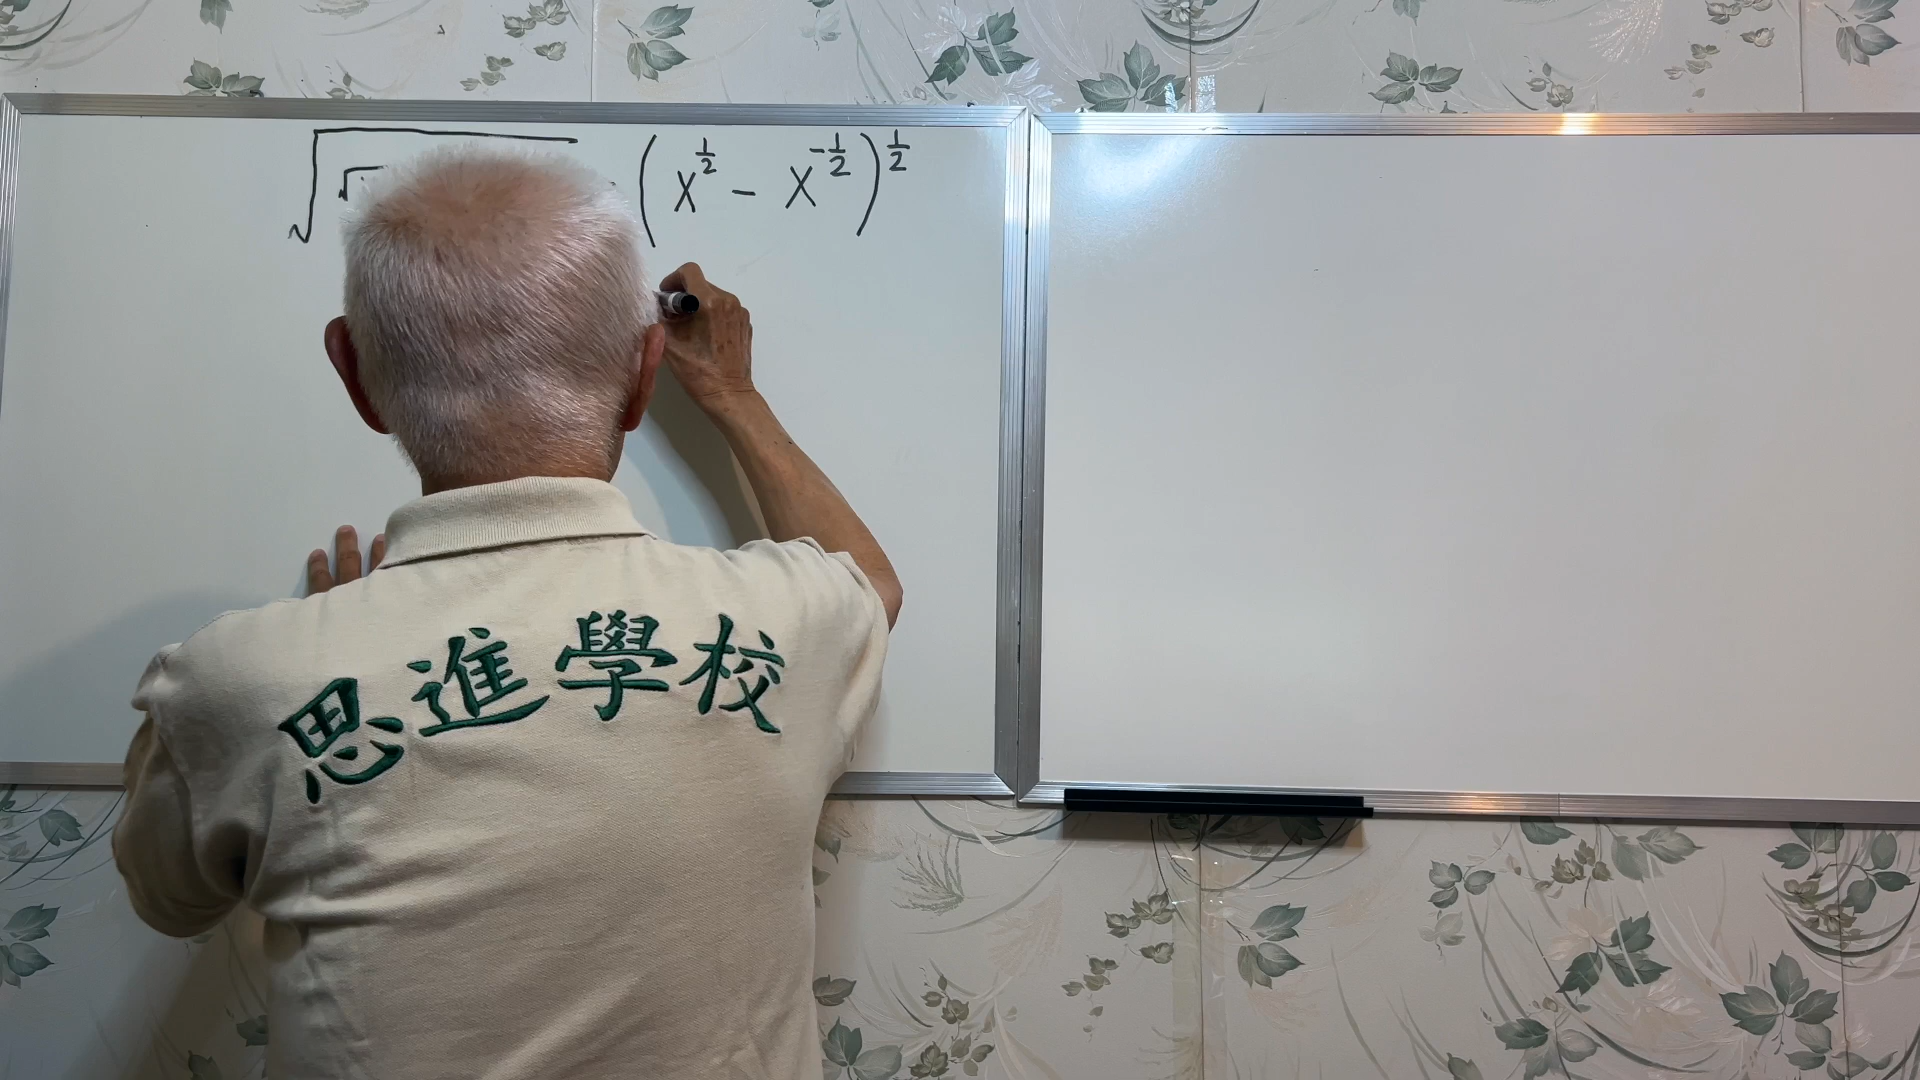 √√ (x^{1/2} - x^{-1/2})^{1/2}
思進學校